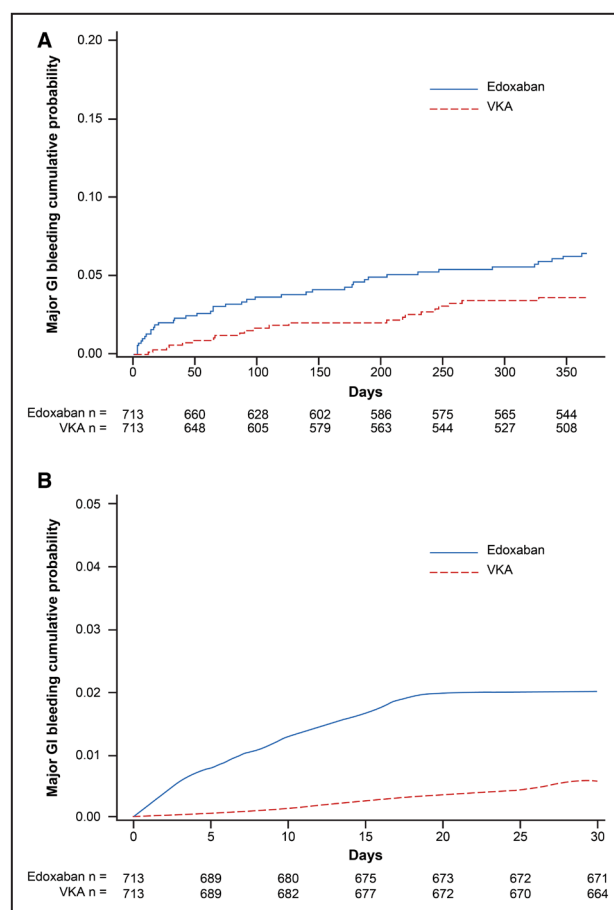 A
Major GI bleeding cumulative probability
0.20
0.15
0.10
0.05
0.00
Edoxaban
VKA
0 50 100 150 200 250 300 350
Days
Edoxaban n = 713 660 628 602 586 575 565 544
VKA n = 713 648 605 579 563 544 527 508
B
Major GI bleeding cumulative probability
0.05
0.04
0.03
0.02
0.01
0.00
Edoxaban
VKA
0 5 10 15 20 25 30
Days
Edoxaban n = 713 689 680 675 673 672 671
VKA n = 713 689 682 677 672 670 664